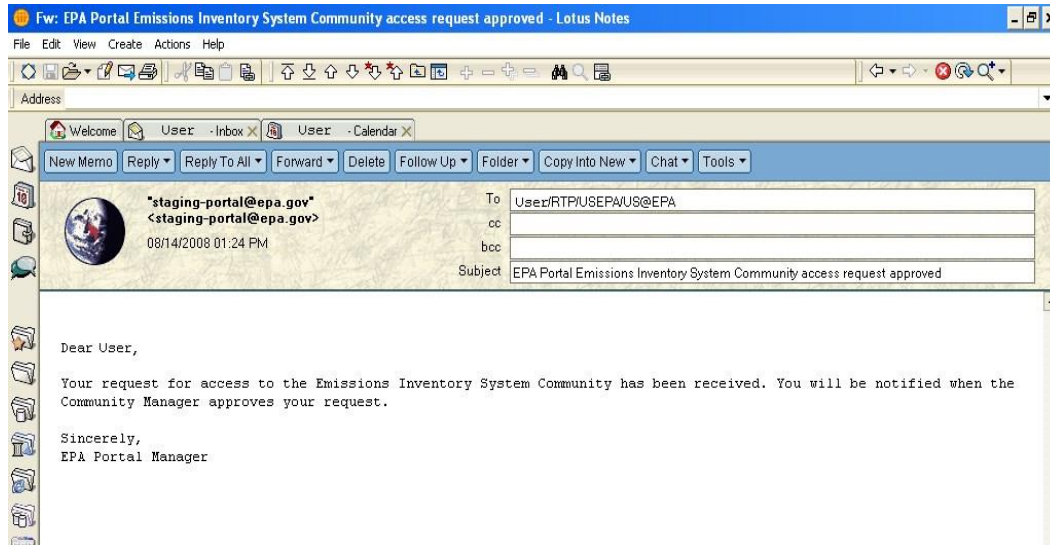 Fw: EPA Portal Emissions Inventory System Community access request approved - Lotus Notes
File Edit View Create Actions Help
Address
Welcome User - Inbox User - Calendar
New Memo Reply Reply To All Forward Delete Follow Up Folder Copy Into New Chat Tools
"staging-portal@epa.gov"
<staging-portal@epa.gov>
08/14/2008 01:24 PM
To User/RTP/USEPA/US@EPA
cc
bcc
Subject EPA Portal Emissions Inventory System Community access request approved
Dear User,
Your request for access to the Emissions Inventory System Community has been received. You will be notified when the
Community Manager approves your request.
Sincerely,
EPA Portal Manager